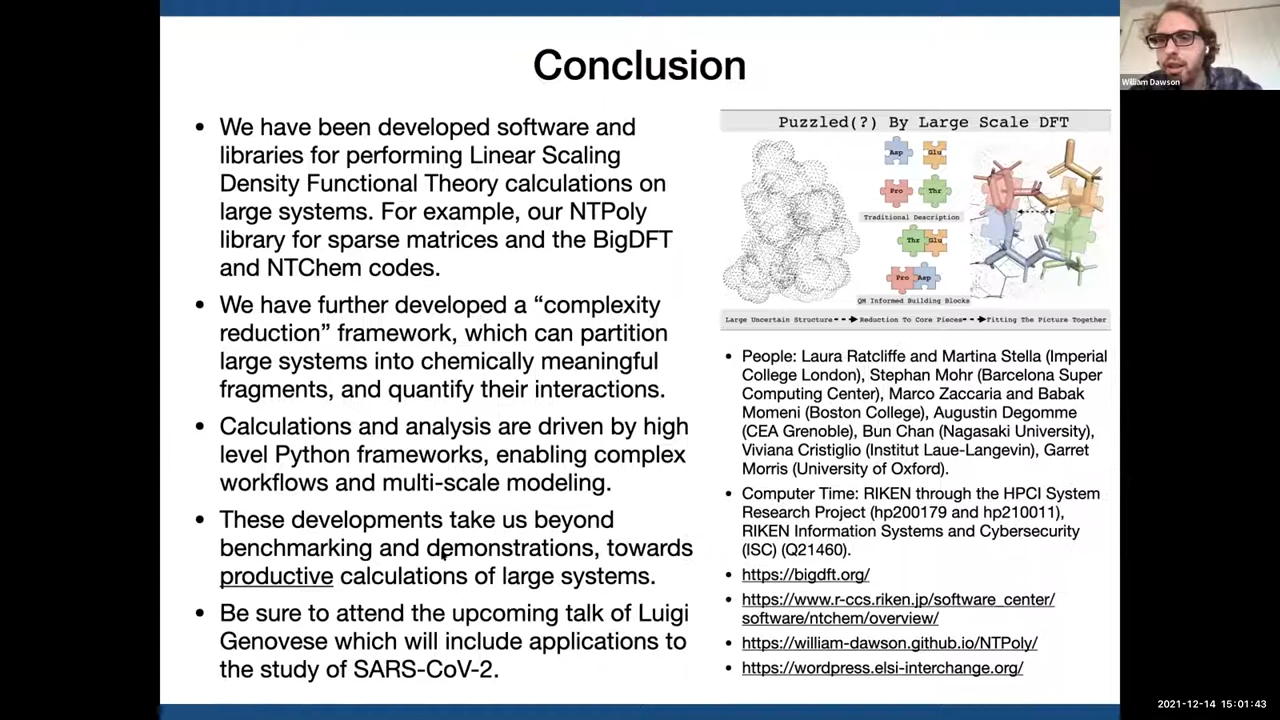 Conclusion
• We have been developed software and
libraries for performing Linear Scaling
Density Functional Theory calculations on
large systems. For example, our NTPoly
library for sparse matrices and the BigDFT
and NTChem codes.
• We have further developed a “complexity
reduction” framework, which can partition
large systems into chemically meaningful
fragments, and quantify their interactions.
• Calculations and analysis are driven by high
level Python frameworks, enabling complex
workflows and multi-scale modeling.
• These developments take us beyond
benchmarking and demonstrations, towards
productive calculations of large systems.
• Be sure to attend the upcoming talk of Luigi
Genovese which will include applications to
the study of SARS-CoV-2.
Puzzled(?) By Large Scale DFT
Asp Glu
Pro Thr
Traditional Description
Thr Glu
Pro Asp
QM Informed Building Blocks
Large Uncertain Structure Reduction To Core Pieces Fitting The Picture Together
• People: Laura Ratcliffe and Martina Stella (Imperial
College London), Stephan Mohr (Barcelona Super
Computing Center), Marco Zaccaria and Babak
Momeni (Boston College), Augustin Degomme
(CEA Grenoble), Bun Chan (Nagasaki University),
Viviana Cristiglio (Institut Laue-Langevin), Garret
Morris (University of Oxford).
• Computer Time: RIKEN through the HPCI System
Research Project (hp200179 and hp210011),
RIKEN Information Systems and Cybersecurity
(ISC) (Q21460).
• https://bigdft.org/
• https://www.r-ccs.riken.jp/software_center/
software/ntchem/overview/
• https://william-dawson.github.io/NTPoly/
• https://wordpress.elsi-interchange.org/
William Dawson
2021-12-14 15:01:43